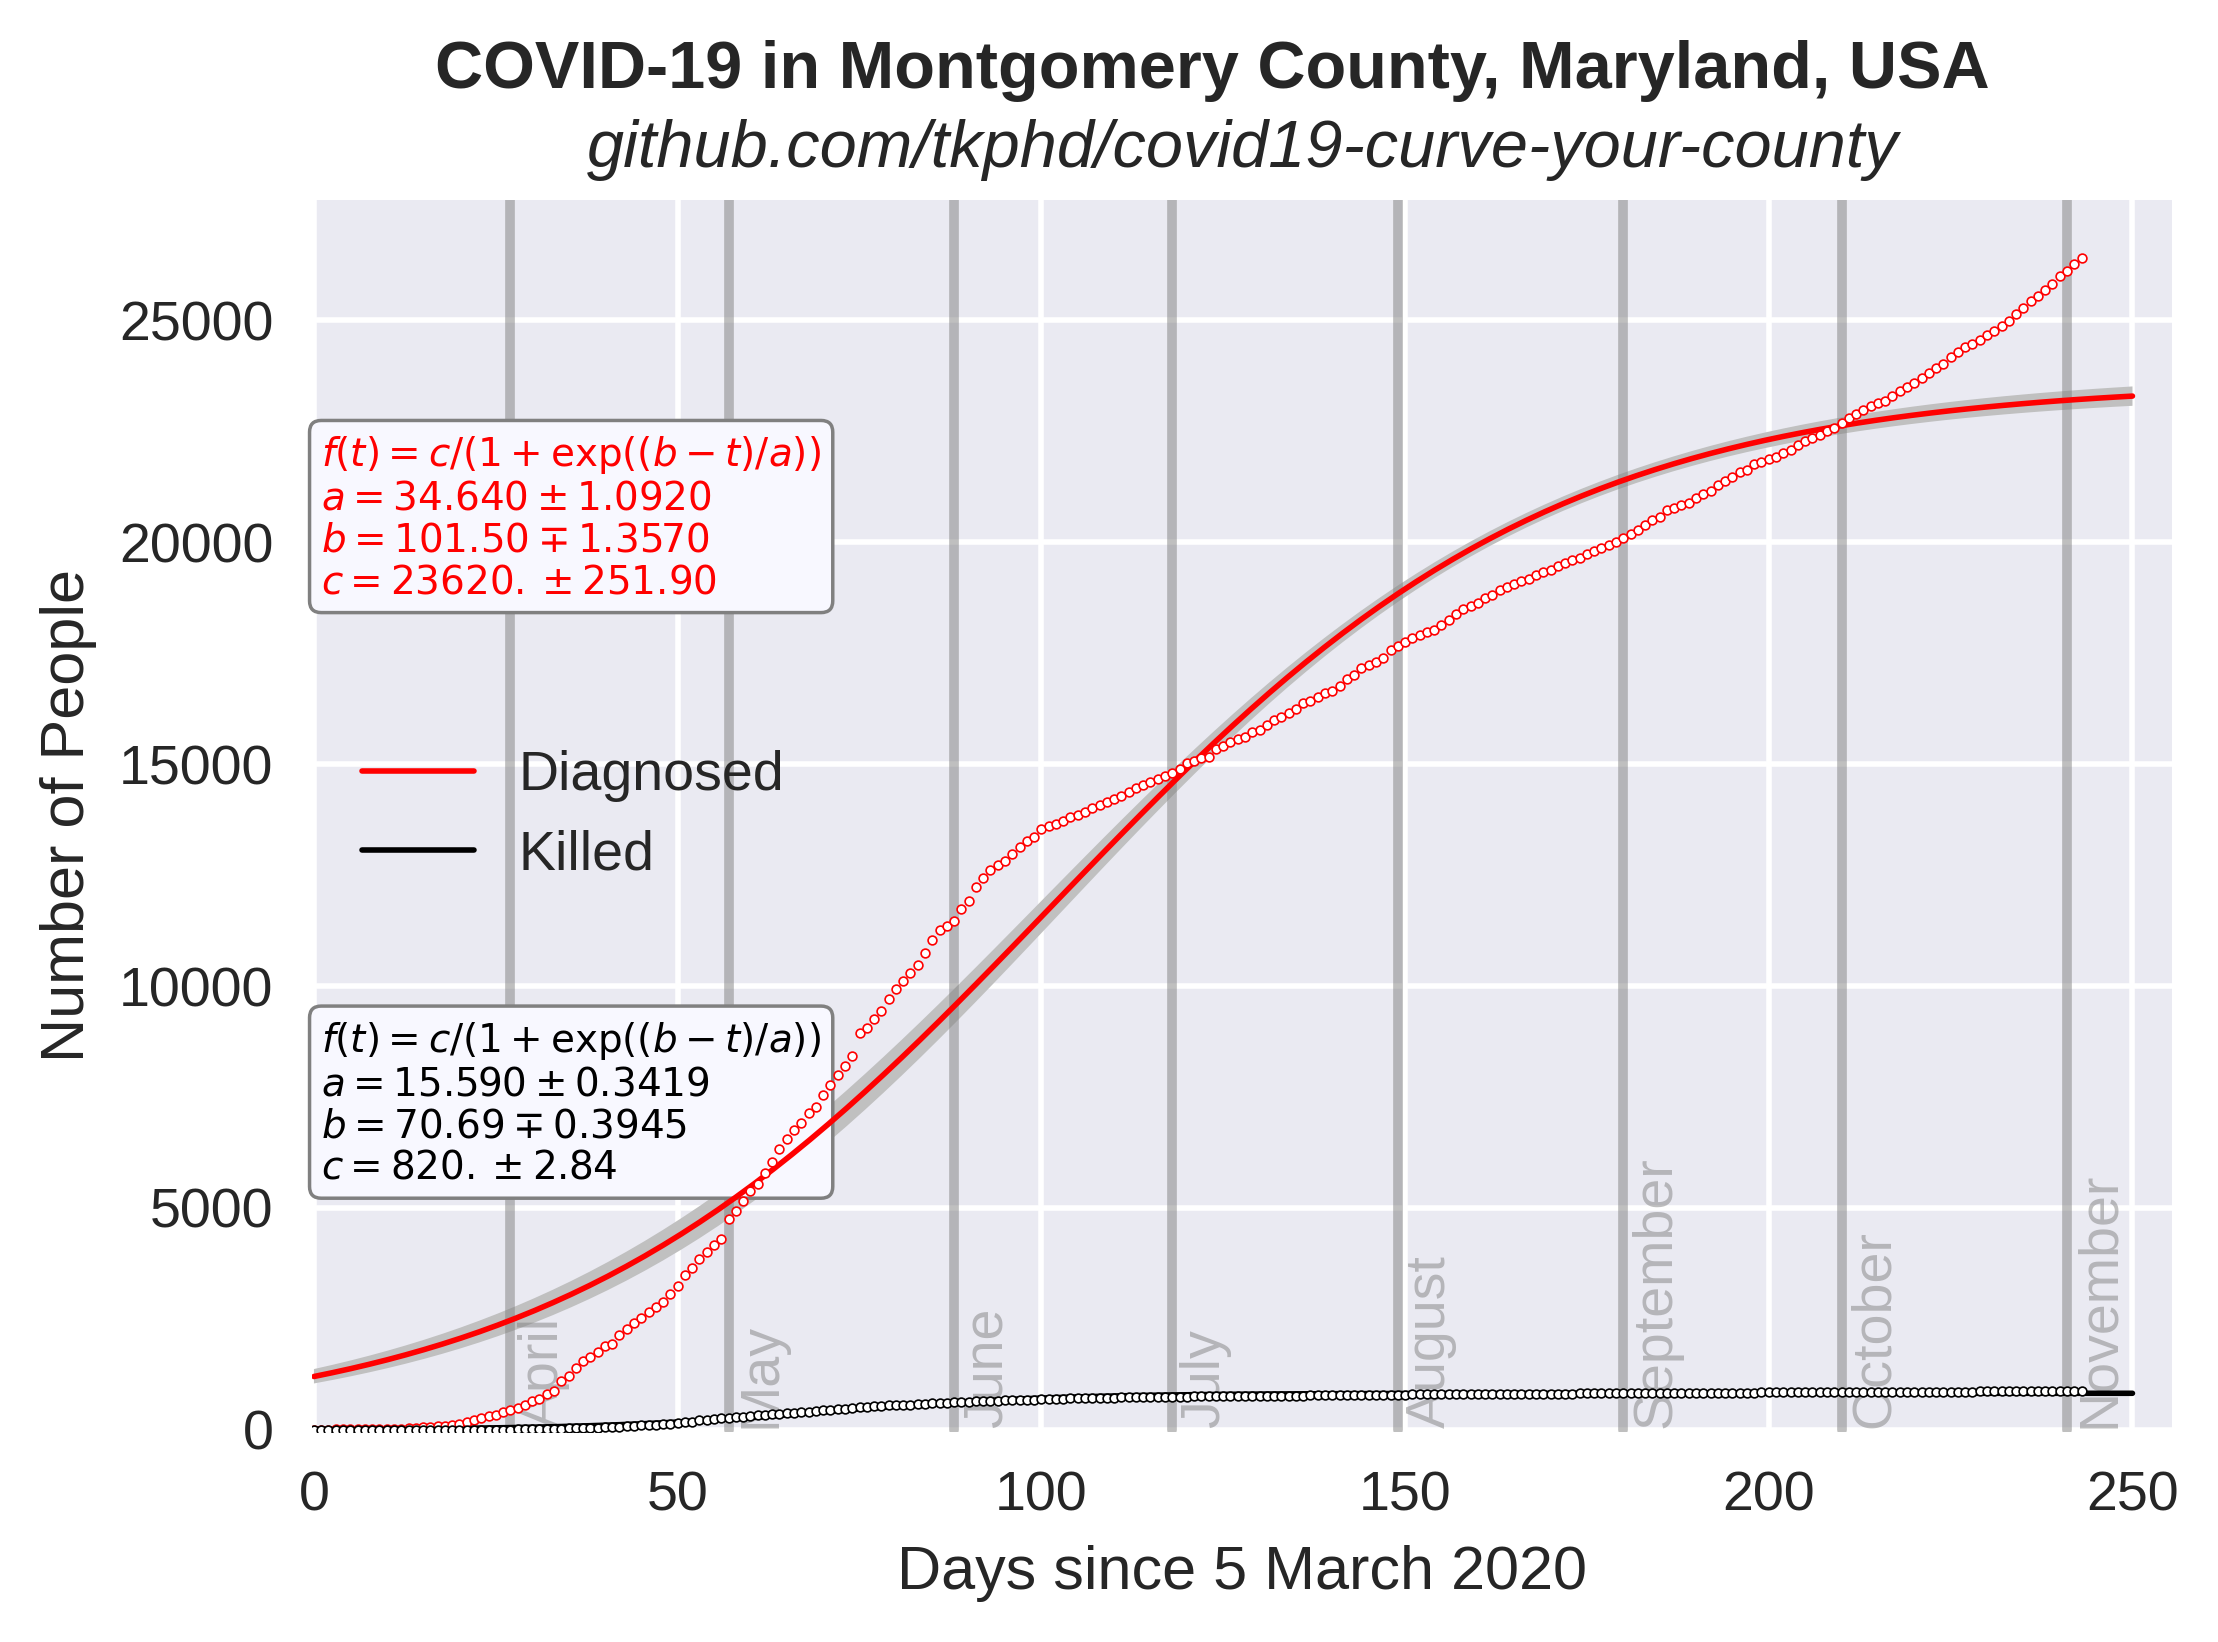 COVID-19 in Montgomery County, Maryland, USA
github.com/tkphd/covid19-curve-your-county
Number of People
25000
20000
15000
10000
5000
0
f(t) = c/(1 + exp((b − t)/a))
a = 34.640 ± 1.0920
b = 101.50 ∓ 1.3570
c = 23620. ± 251.90
Diagnosed
Killed
f(t) = c/(1 + exp((b − t)/a))
a = 15.590 ± 0.3419
b = 70.69 ∓ 0.3945
c = 820. ± 2.84
April
May
June
July
August
September
October
November
0 50 100 150 200 250
Days since 5 March 2020